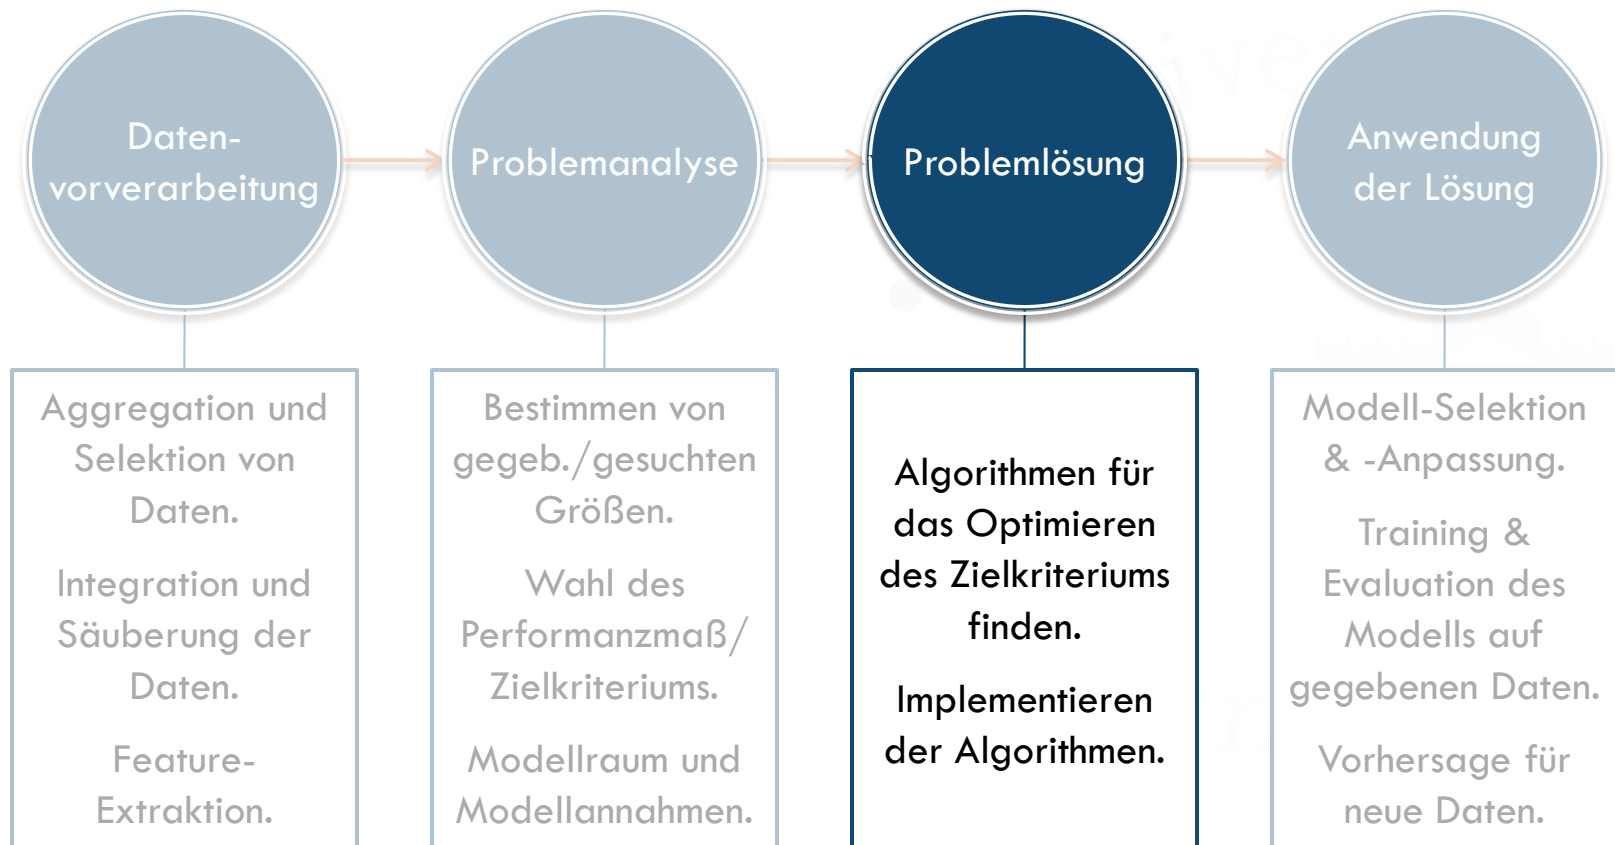 Daten-
vorverarbeitung
Problemanalyse
Problemlösung
Anwendung
der Lösung
Aggregation und
Selektion von
Daten.
Integration und
Säuberung der
Daten.
Feature-
Extraktion.
Bestimmen von
gegeb./gesuchten
Größen.
Wahl des
Performanzmaß/
Zielkriteriums.
Modellraum und
Modellannahmen.
Algorithmen für
das Optimieren
des Zielkriteriums
finden.
Implementieren
der Algorithmen.
Modell-Selektion
& -Anpassung.
Training &
Evaluation des
Modells auf
gegebenen Daten.
Vorhersage für
neue Daten.